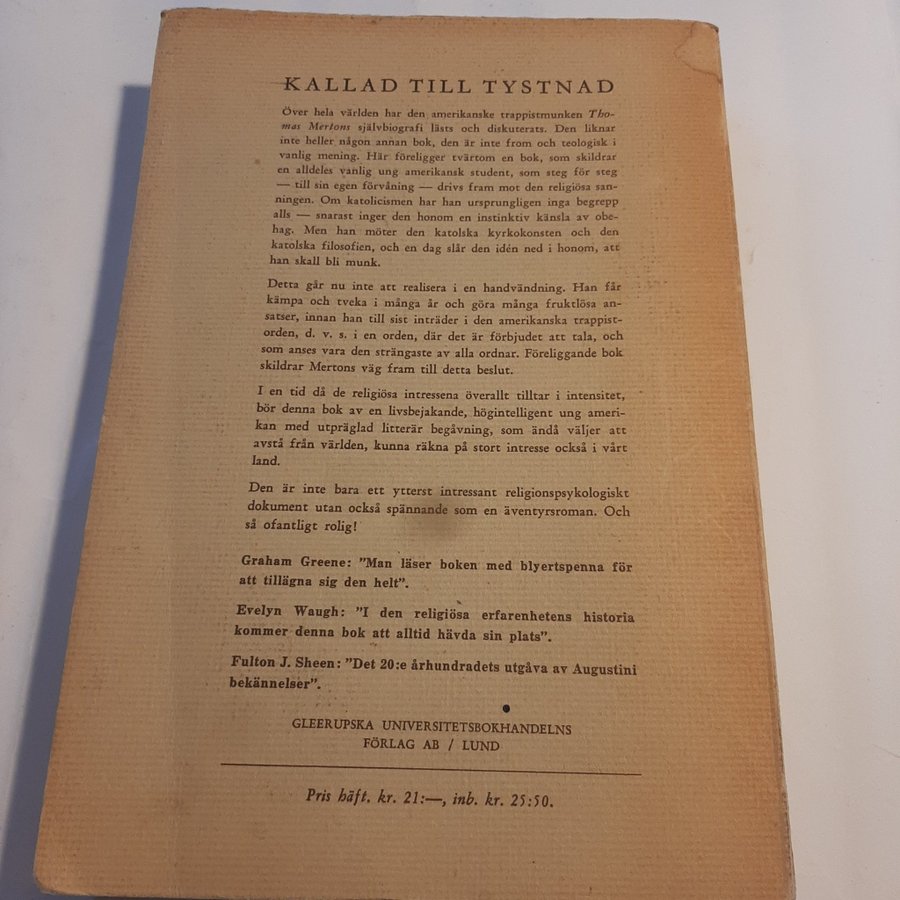 KALLAD TILL TYSTNAD
Över hela världen har den amerikanske trappistmunken Tho-
mas Mertons självbiografi lästs och diskuterats. Den liknar
inte heller någon annan bok, den är inte from och teologisk i
vanlig mening. Här föreligger tvärtom en bok, som skildrar
en alldeles vanlig ung amerikansk student, som steg för steg
— till sin egen förvåning — drivs fram mot den religiösa san-
ningen. Om katolicismen har han ursprungligen inga begrepp
alls — snarast inger den honom en instinktiv känsla av obe-
hag. Men han möter den katolska kyrkokonsten och den
katolska filosofien, och en dag slår den idén ned i honom, att
han skall bli munk.
Detta går nu inte att realisera i en handvändning. Han får
kämpa och tveka i många år och göra många fruktlösa an-
satser, innan han till sist inträder i den amerikanska trappist-
orden, d. v. s. i en orden, där det är förbjudet att tala, och
som anses vara den strängaste av alla ordnar. Föreliggande bok
skildrar Mertons väg fram till detta beslut.
I en tid då de religiösa intressena överallt tilltar i intensitet,
bör denna bok av en livsbejakande, högintelligent ung ameri-
kan med utpräglad litterär begåvning, som ändå väljer att
avstå från världen, kunna räkna på stort intresse också i vårt
land.
Den är inte bara ett ytterst intressant religionspsykologiskt
dokument utan också spännande som en äventyrsroman. Och
så ofantligt rolig!
Graham Greene: ”Man läser boken med blyertspenna för
att tillägna sig den helt”.
Evelyn Waugh: ”I den religiösa erfarenhetens historia
kommer denna bok att alltid hävda sin plats”.
Fulton J. Sheen: ”Det 20:e århundradets utgåva av Augustini
bekännelser”.
GLEERUPSKA UNIVERSITETSBOKHANDELNS
FÖRLAG AB / LUND
Pris häft. kr. 21:—, inb. kr. 25:50.